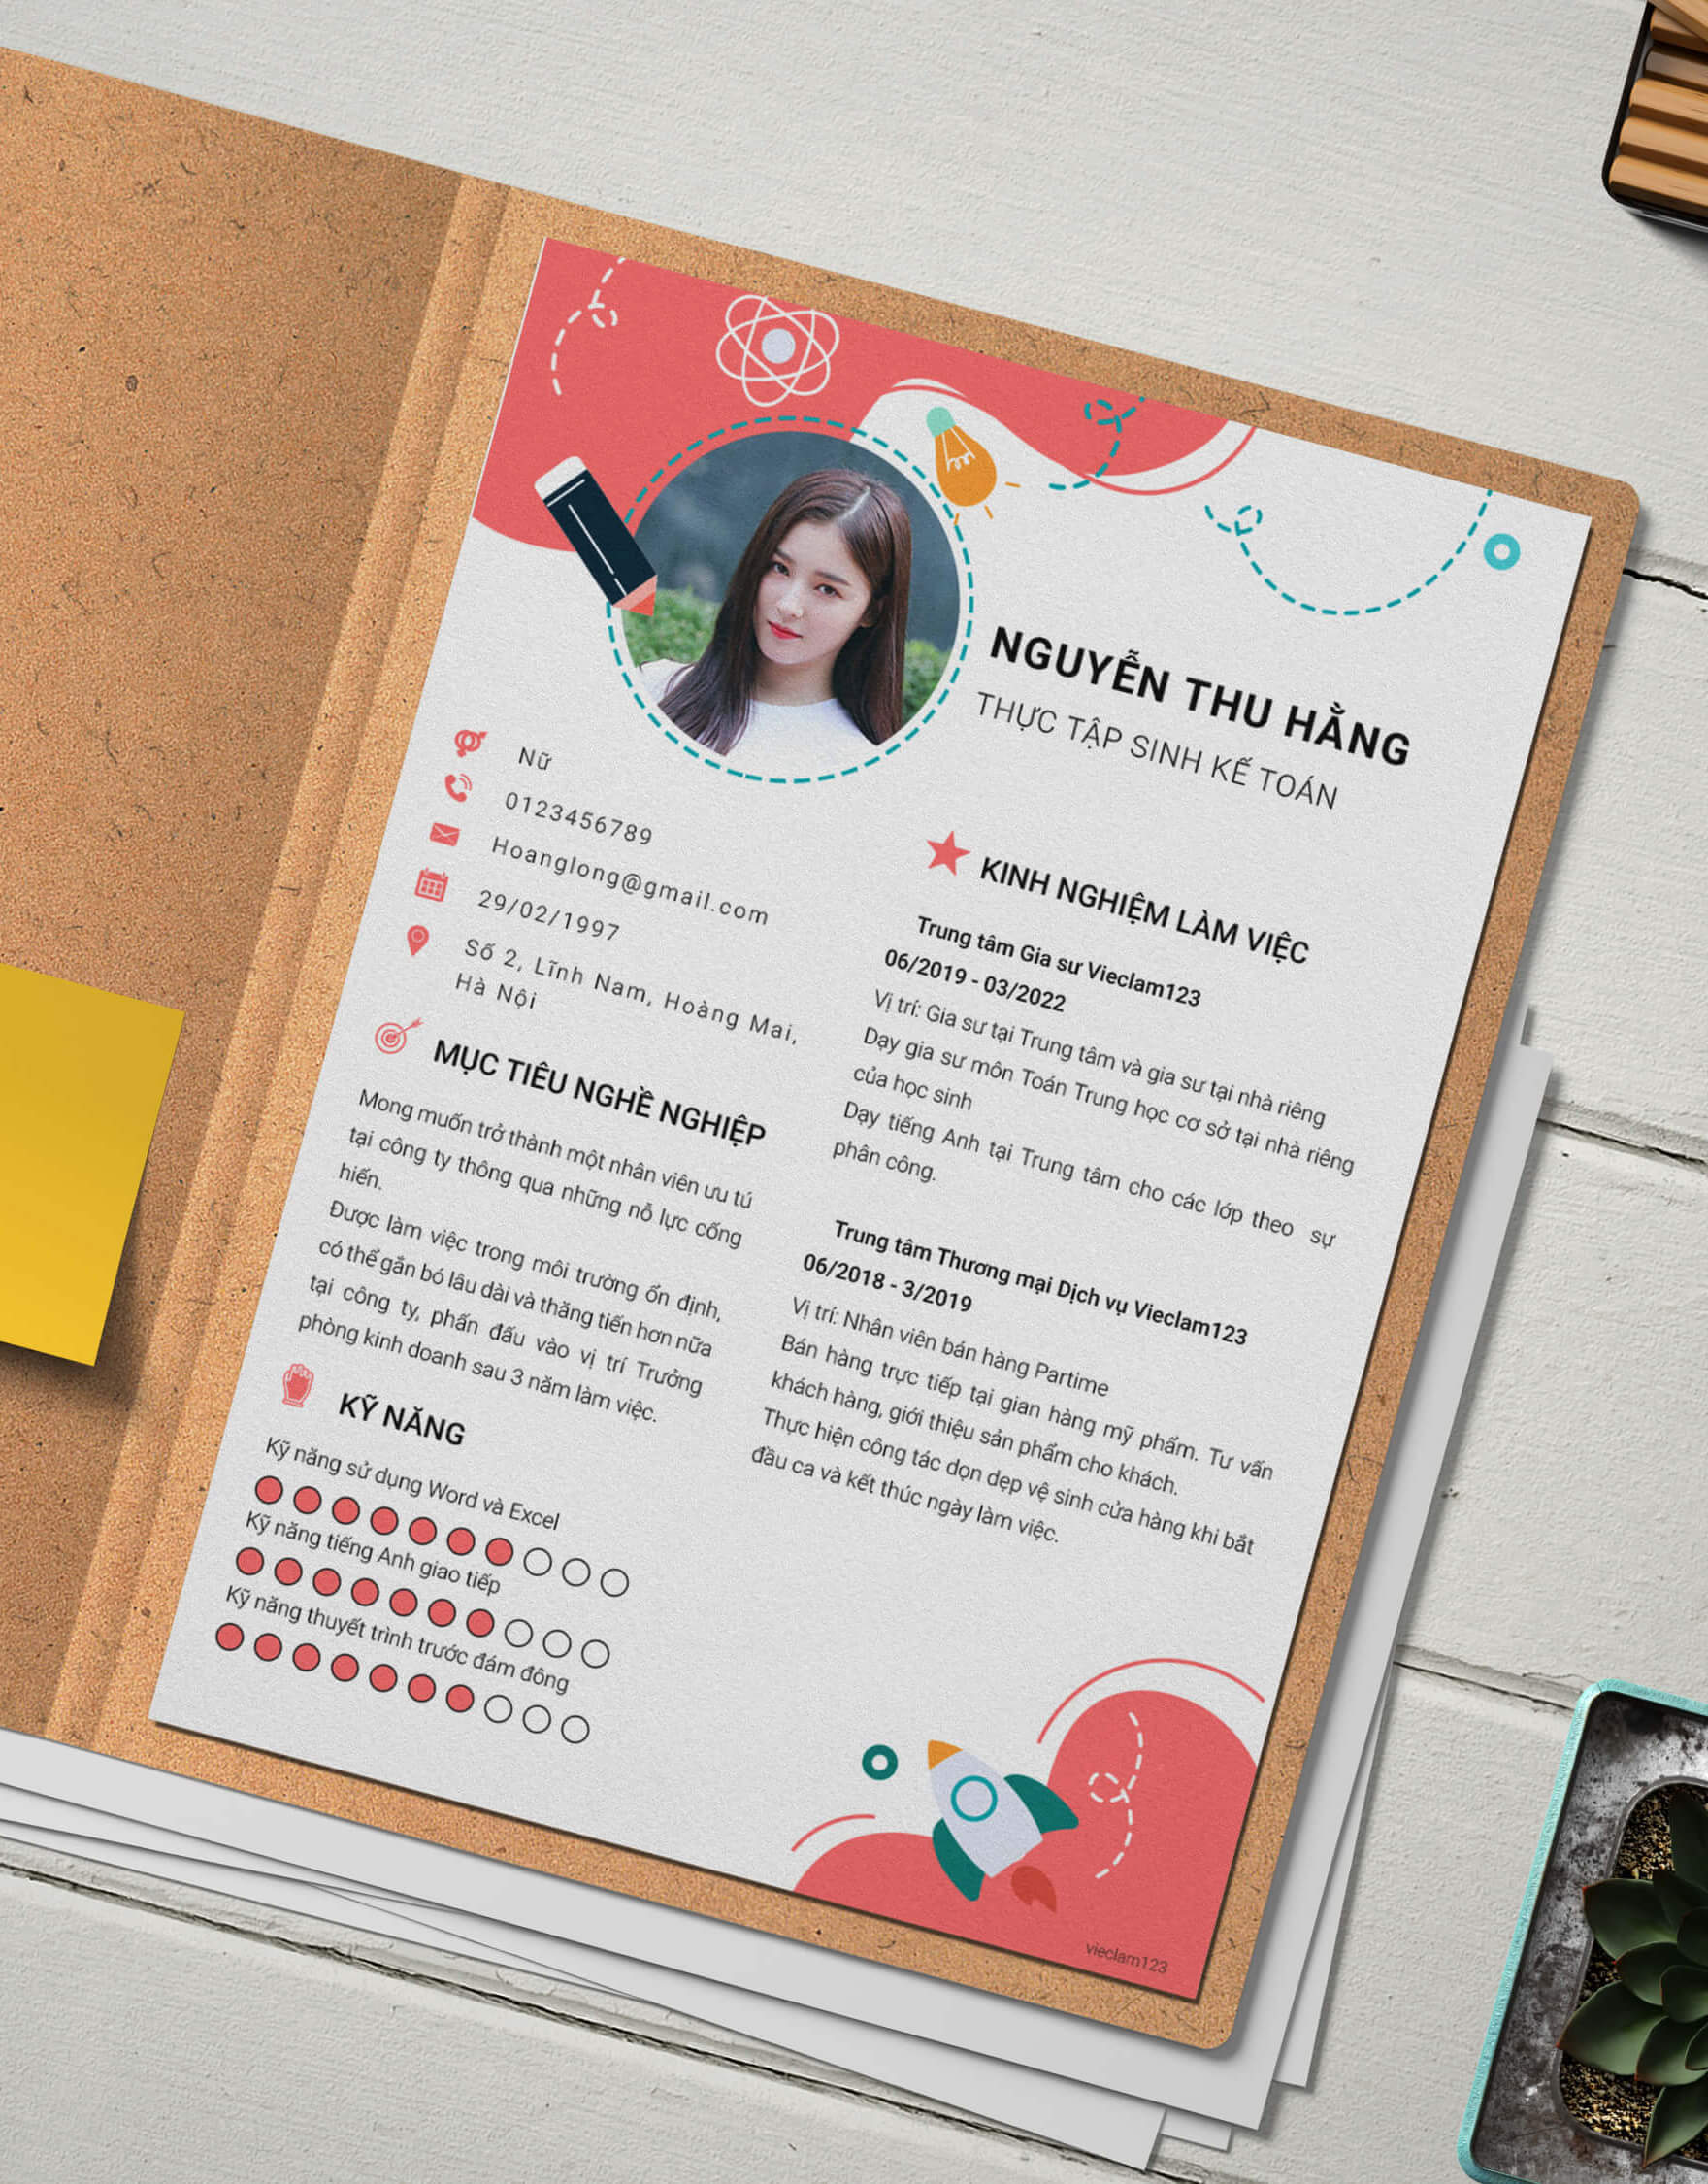 NGUYỄN THU HẰNG
THỰC TẬP SINH KẾ TOÁN
Nữ
0123456789
Hoanglong@gmail.com
29/02/1997
Số 2, Lĩnh Nam, Hoàng Mai,
Hà Nội
MỤC TIÊU NGHỀ NGHIỆP
Mong muốn trở thành một nhân viên ưu tú
tại công ty thông qua những nỗ lực cống
hiến.
Được làm việc trong môi trường ổn định,
có thể gắn bó lâu dài và thăng tiến hơn nữa
tại công ty, phấn đấu vào vị trí Trưởng
phòng kinh doanh sau 3 năm làm việc.
KỸ NĂNG
Kỹ năng sử dụng Word và Excel
Kỹ năng tiếng Anh giao tiếp
Kỹ năng thuyết trình trước đám đông
KINH NGHIỆM LÀM VIỆC
Trung tâm Gia sư Vieclam123
06/2019 - 03/2022
Vị trí: Gia sư tại Trung tâm và gia sư tại nhà riêng
Dạy gia sư môn Toán Trung học cơ sở tại nhà riêng
của học sinh
Dạy tiếng Anh tại Trung tâm cho các lớp theo sự
phân công.
Trung tâm Thương mại Dịch vụ Vieclam123
06/2018 - 3/2019
Vị trí: Nhân viên bán hàng Partime
Bán hàng trực tiếp tại gian hàng mỹ phẩm. Tư vấn
khách hàng, giới thiệu sản phẩm cho khách.
Thực hiện công tác dọn dẹp vệ sinh cửa hàng khi bắt
đầu ca và kết thúc ngày làm việc.
vieclam123